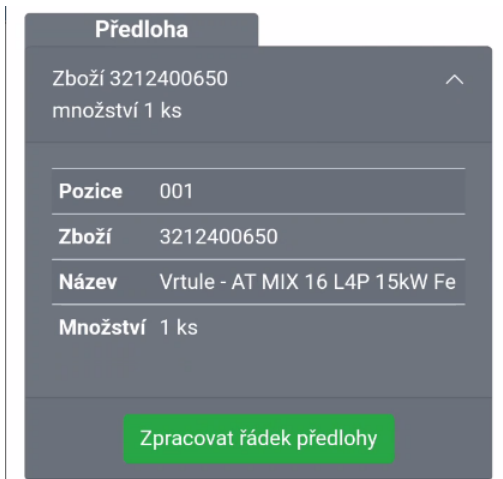 Předloha
Zboží 3212400650
množství 1 ks
Pozice 001
Zboží 3212400650
Název Vrtule - AT MIX 16 L4P 15kW Fe
Množství 1 ks
Zpracovat řádek předlohy